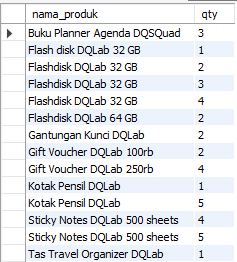 nama_produk qty
Buku Planner Agenda DQSQuad 3
Flash disk DQLab 32 GB 1
Flashdisk DQLab 32 GB 2
Flashdisk DQLab 32 GB 3
Flashdisk DQLab 32 GB 4
Flashdisk DQLab 64 GB 2
Gantungan Kunci DQLab 2
Gift Voucher DQLab 100rb 2
Gift Voucher DQLab 250rb 4
Kotak Pensil DQLab 1
Kotak Pensil DQLab 5
Sticky Notes DQLab 500 sheets 4
Sticky Notes DQLab 500 sheets 5
Tas Travel Organizer DQLab 1